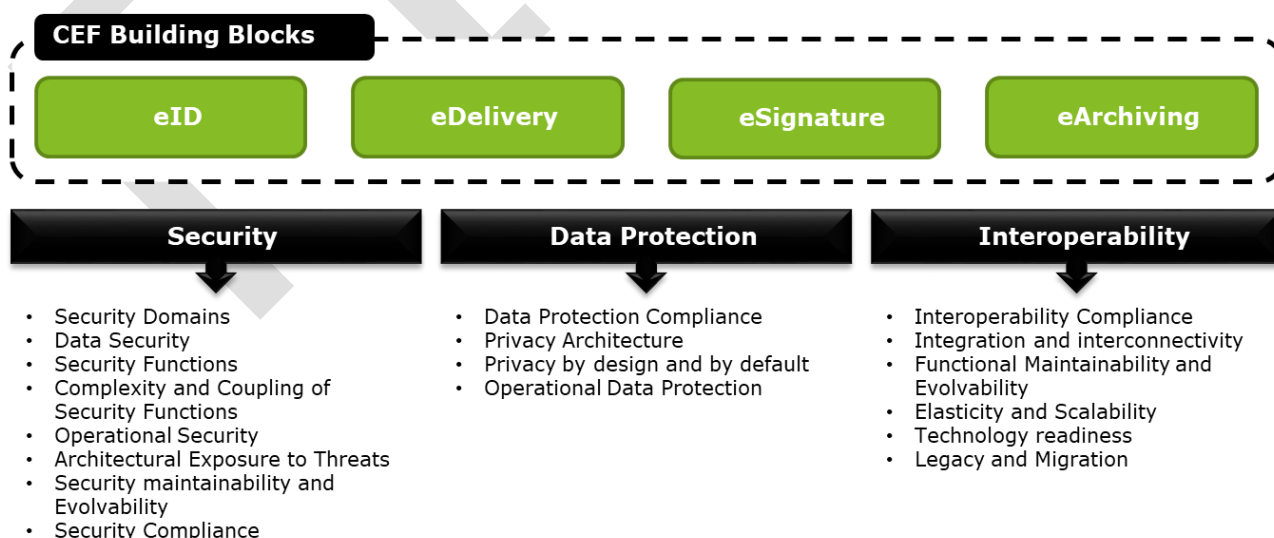 CEF Building Blocks
eID
eDelivery
eSignature
eArchiving
Security
• Security Domains
• Data Security
• Security Functions
• Complexity and Coupling of
Security Functions
• Operational Security
• Architectural Exposure to Threats
• Security maintainability and
Evolvability
• Security Compliance
Data Protection
• Data Protection Compliance
• Privacy Architecture
• Privacy by design and by default
• Operational Data Protection
Interoperability
• Interoperability Compliance
• Integration and interconnectivity
• Functional Maintainability and
Evolvability
• Elasticity and Scalability
• Technology readiness
• Legacy and Migration